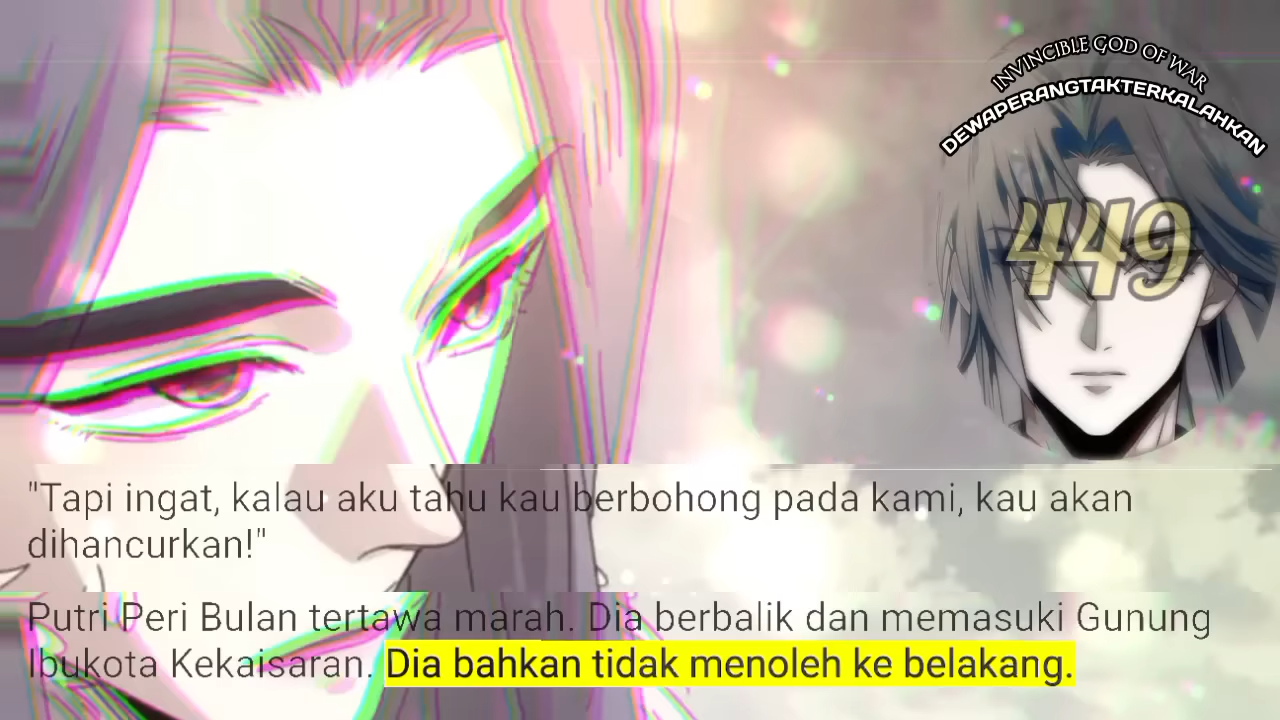 INVINCIBLE GOD OF WAR
DEWAPERANGTAKTERKALAHKAN
449
"Tapi ingat, kalau aku tahu kau berbohong pada kami, kau akan
dihancurkan!"
Putri Peri Bulan tertawa marah. Dia berbalik dan memasuki Gunung
Ibukota Kekaisaran. Dia bahkan tidak menoleh ke belakang.